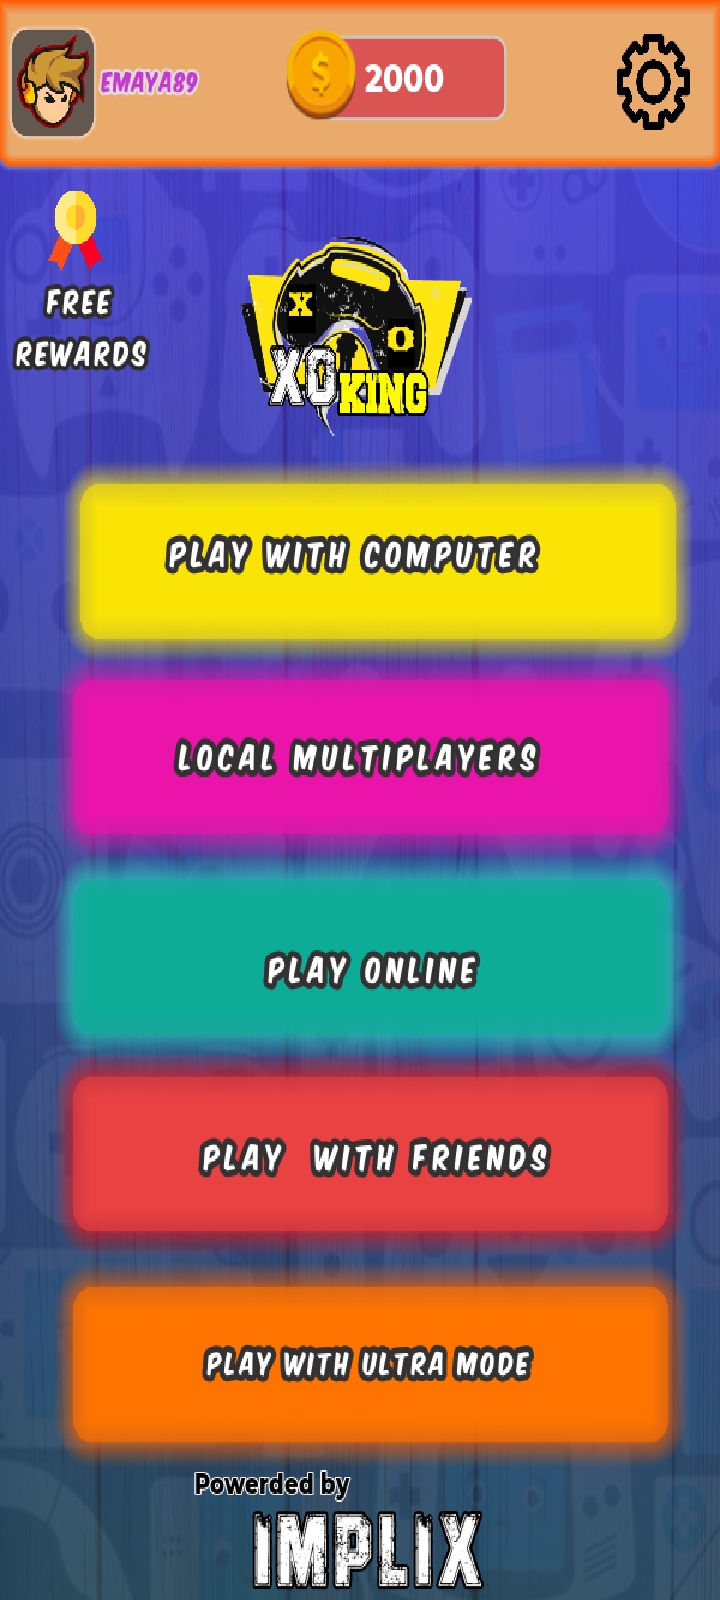 EMAYA89
2000
FREE
REWARDS
X
O
XO
KING
PLAY WITH COMPUTER
LOCAL MULTIPLAYERS
PLAY ONLINE
PLAY WITH FRIENDS
PLAY WITH ULTRA MODE
Powerded by
IMPLIX